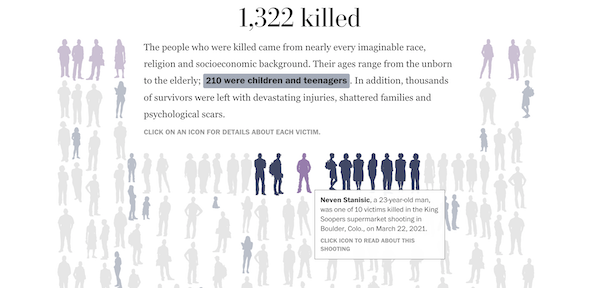 1,322 killed
The people who were killed came from nearly every imaginable race,
religion and socioeconomic background. Their ages range from the unborn
to the elderly; 210 were children and teenagers. In addition, thousands
of survivors were left with devastating injuries, shattered families and
psychological scars.
CLICK ON AN ICON FOR DETAILS ABOUT EACH VICTIM.
Neven Stanisic, a 23-year-old man,
was one of 10 victims killed in the King
Soopers supermarket shooting in
Boulder, Colo., on March 22, 2021.
CLICK ICON TO READ ABOUT THIS
SHOOTING